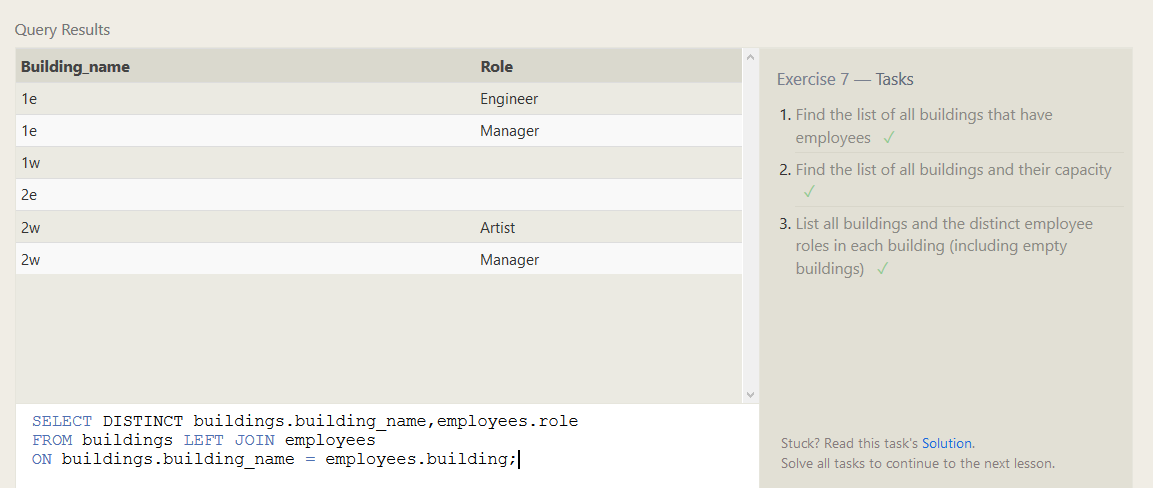 Query Results
Building_name Role
1e Engineer
1e Manager
1w
2e
2w Artist
2w Manager
SELECT DISTINCT buildings.building_name,employees.role
FROM buildings LEFT JOIN employees
ON buildings.building_name = employees.building;
Exercise 7 — Tasks
1. Find the list of all buildings that have
employees ✓
2. Find the list of all buildings and their capacity
✓
3. List all buildings and the distinct employee
roles in each building (including empty
buildings) ✓
Stuck? Read this task's Solution.
Solve all tasks to continue to the next lesson.